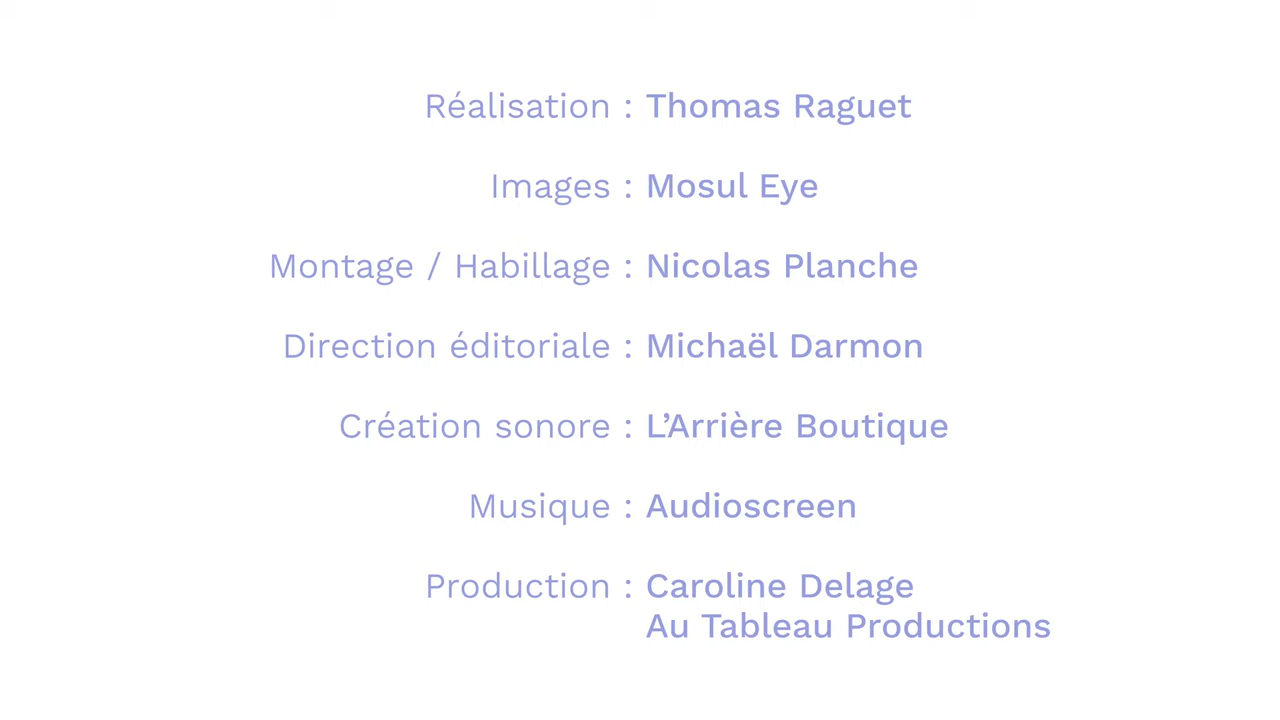 Réalisation : Thomas Raguet
Images : Mosul Eye
Montage / Habillage : Nicolas Planche
Direction éditoriale : Michaël Darmon
Création sonore : L’Arrière Boutique
Musique : Audioscreen
Production : Caroline Delage
Au Tableau Productions